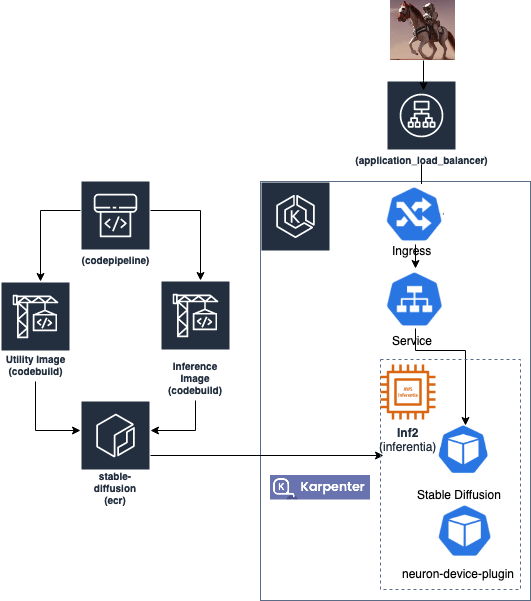 (application_load_balancer)
K
Ingress
(codepipeline)
</>
Service
</>
</>
Utility Image
(codebuild)
Inference
Image
(codebuild)
AWS
Inferentia
Inf2
(inferentia)
stable-
diffusion
(ecr)
K
Karpenter
Stable Diffusion
neuron-device-plugin